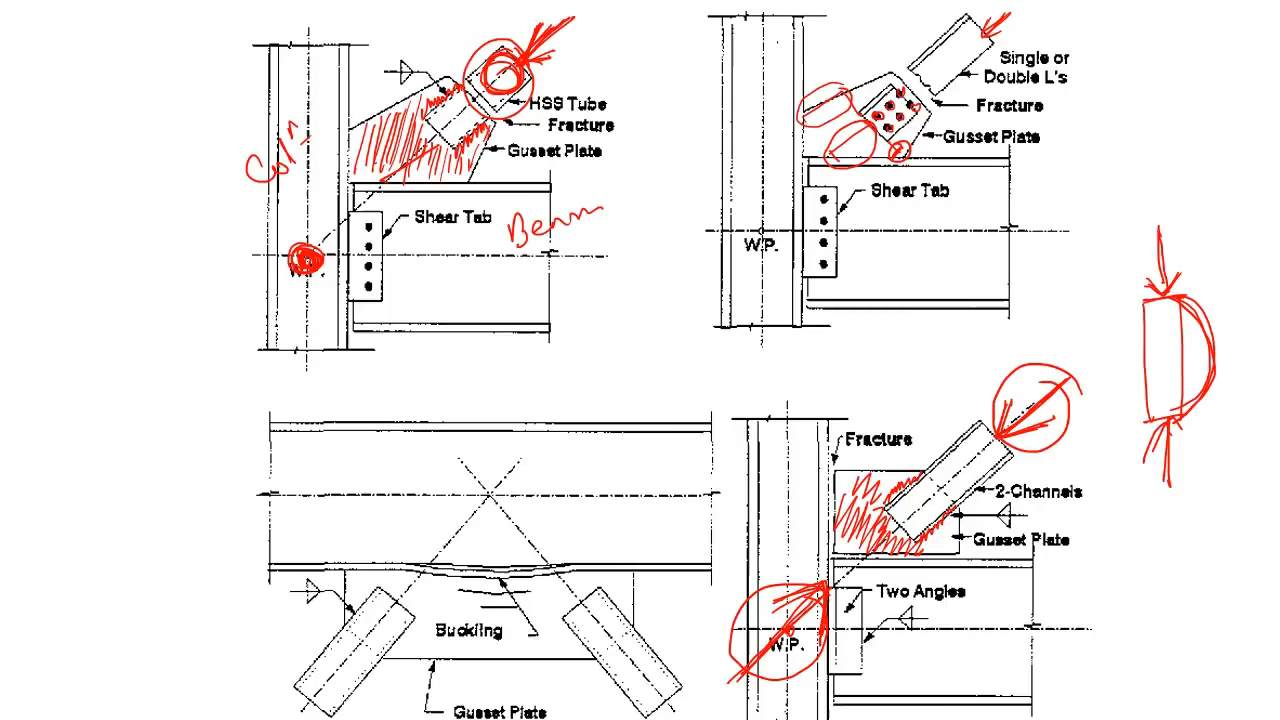 HSS Tube
Fracture
Gusset Plate
Col'n
Shear Tab
Beam
W.P.
Single or
Double L's
Fracture
Gusset Plate
Shear Tab
W.P.
Buckling
Gusset Plate
Fracture
2-Channels
Gusset Plate
Two Angles
W.P.